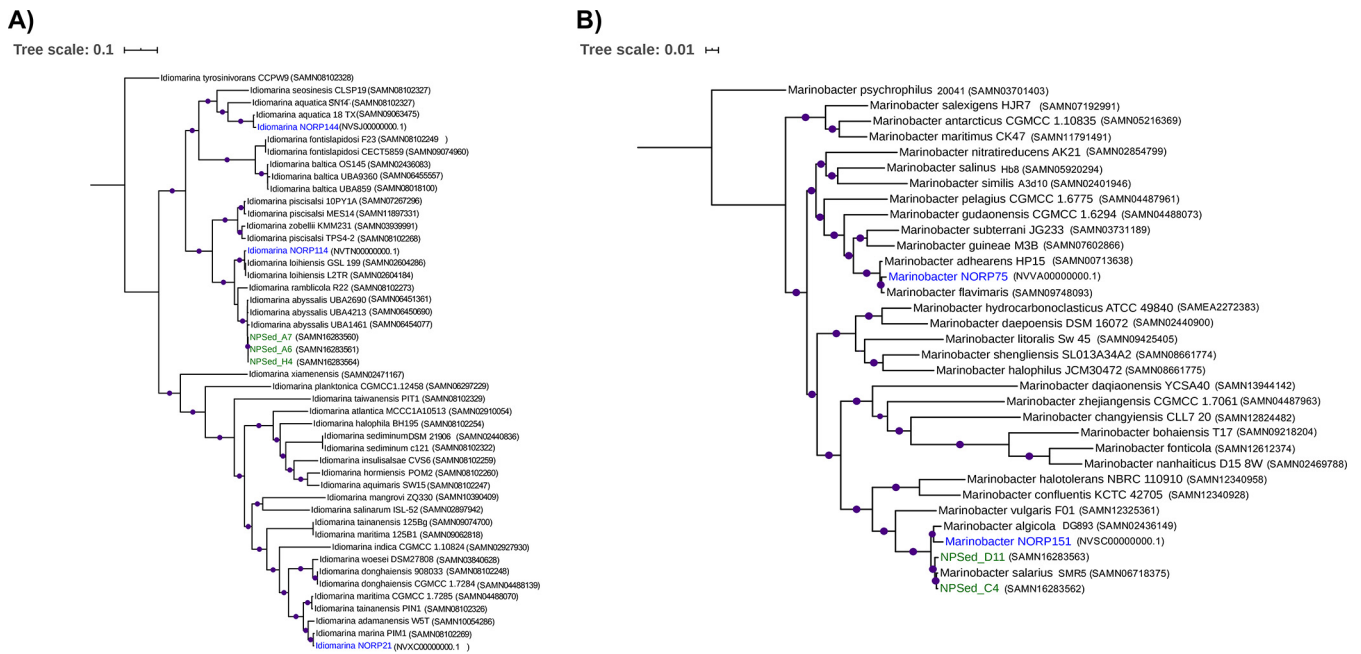 A)
Tree scale: 0.1
Idiomarina tyrosinivorans CCPW9 (SAMN08102328)
Idiomarina seosinesis CLSP19 (SAMN08102327)
Idiomarina aquatica SN14 (SAMN08102327)
Idiomarina aquatica 18 TX (SAMN09063475)
Idiomarina NORP144 (NVSJ00000000.1)
Idiomarina fontislapidosi F23 (SAMN08102249 )
Idiomarina fontislapidosi CECT5859 (SAMN09074960)
Idiomarina baltica OS145 (SAMN02436083)
Idiomarina baltica UBA9360 (SAMN06455557)
Idiomarina baltica UBA859 (SAMN08018100)
Idiomarina piscisalsi 10PY1A (SAMN07267296)
Idiomarina piscisalsi MES14 (SAMN11897331)
Idiomarina zobellii KMM231 (SAMN03939991)
Idiomarina piscisalsi TPS4-2 (SAMN08102268)
Idiomarina NORP114 (NVTN00000000.1)
Idiomarina loihiensis GSL 199 (SAMN02604286)
Idiomarina loihiensis L2TR (SAMN02604184)
Idiomarina ramblicola R22 (SAMN08102273)
Idiomarina abyssalis UBA2690 (SAMN06451361)
Idiomarina abyssalis UBA4213 (SAMN06450690)
Idiomarina abyssalis UBA1461 (SAMN06454077)
NPSed_A7 (SAMN16283560)
NPSed_A6 (SAMN16283561)
NPSed_H4 (SAMN16283564)
Idiomarina xiamenensis (SAMN02471167)
Idiomarina planktonica CGMCC1.12458 (SAMN06297229)
Idiomarina taiwanensis PIT1 (SAMN08102329)
Idiomarina atlantica MCCC1A10513 (SAMN02910054)
Idiomarina halophila BH195 (SAMN08102254)
Idiomarina sediminumDSM 21906 (SAMN02440836)
Idiomarina sediminum c121 (SAMN08102322)
Idiomarina insulisalsae CVS6 (SAMN08102259)
Idiomarina hormiensis POM2 (SAMN08102260)
Idiomarina aquimaris SW15 (SAMN08102247)
Idiomarina mangrovi ZQ330 (SAMN10390409)
Idiomarina salinarum ISL-52 (SAMN02897942)
Idiomarina tainanensis 125Bg (SAMN09074700)
Idiomarina maritima 125B1 (SAMN09062818)
Idiomarina indica CGMCC 1.10824 (SAMN02927930)
Idiomarina woesei DSM27808 (SAMN03840628)
Idiomarina donghaiensis 908033 (SAMN08102248)
Idiomarina donghaiensis CGMCC 1.7284 (SAMN04488139)
Idiomarina maritima CGMCC 1.7285 (SAMN04488070)
Idiomarina tainanensis PIN1 (SAMN08102326)
Idiomarina adamanensis W5T (SAMN10054286)
Idiomarina marina PIM1 (SAMN08102269)
Idiomarina NORP21 (NVXC00000000.1 )
B)
Tree scale: 0.01
Marinobacter psychrophilus 20041 (SAMN03701403)
Marinobacter salexigens HJR7 (SAMN07192991)
Marinobacter antarcticus CGMCC 1.10835 (SAMN05216369)
Marinobacter maritimus CK47 (SAMN11791491)
Marinobacter nitratireducens AK21 (SAMN02854799)
Marinobacter salinus Hb8 (SAMN05920294)
Marinobacter similis A3d10 (SAMN02401946)
Marinobacter pelagius CGMCC 1.6775 (SAMN04487961)
Marinobacter gudaonensis CGMCC 1.6294 (SAMN04488073)
Marinobacter subterrani JG233 (SAMN03731189)
Marinobacter guineae M3B (SAMN07602866)
Marinobacter adhearens HP15 (SAMN00713638)
Marinobacter NORP75 (NVVA00000000.1)
Marinobacter flavimaris (SAMN09748093)
Marinobacter hydrocarbonoclasticus ATCC 49840 (SAMEA2272383)
Marinobacter daepoensis DSM 16072 (SAMN02440900)
Marinobacter litoralis Sw 45 (SAMN09425405)
Marinobacter shengliensis SL013A34A2 (SAMN08661774)
Marinobacter halophilus JCM30472 (SAMN08661775)
Marinobacter daqiaonensis YCSA40 (SAMN13944142)
Marinobacter zhejiangensis CGMCC 1.7061 (SAMN04487963)
Marinobacter changyiensis CLL7 20 (SAMN12824482)
Marinobacter bohaiensis T17 (SAMN09218204)
Marinobacter fonticola (SAMN12612374)
Marinobacter nanhaiticus D15 8W (SAMN02469788)
Marinobacter halotolerans NBRC 110910 (SAMN12340958)
Marinobacter confluentis KCTC 42705 (SAMN12340928)
Marinobacter vulgaris F01 (SAMN12325361)
Marinobacter algicola DG893 (SAMN02436149)
Marinobacter NORP151 (NVSC00000000.1)
NPSed_D11 (SAMN16283563)
Marinobacter salarius SMR5 (SAMN06718375)
NPSed_C4 (SAMN16283562)